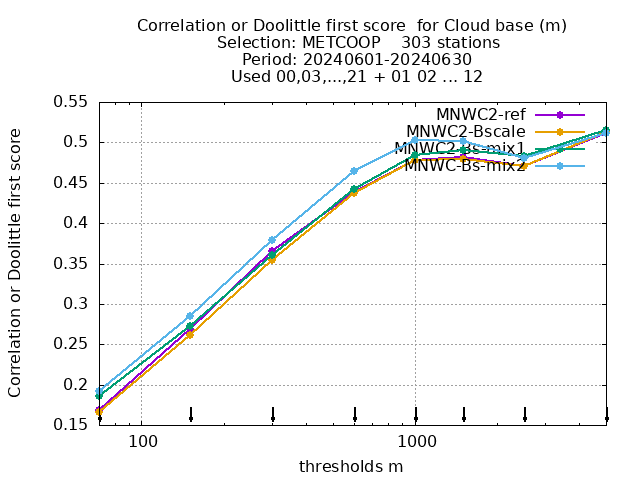 Correlation or Doolittle first score  for Cloud base (m)
Selection: METCOOP    303 stations
Period: 20240601-20240630
Used 00,03,...,21 + 01 02 ... 12
Correlation or Doolittle first score
0.55
0.5
0.45
0.4
0.35
0.3
0.25
0.2
0.15
MNWC2-ref
MNWC2-Bscale
MNWC2-Bs-mix1
MNWC-Bs-mix2
100
1000
thresholds m